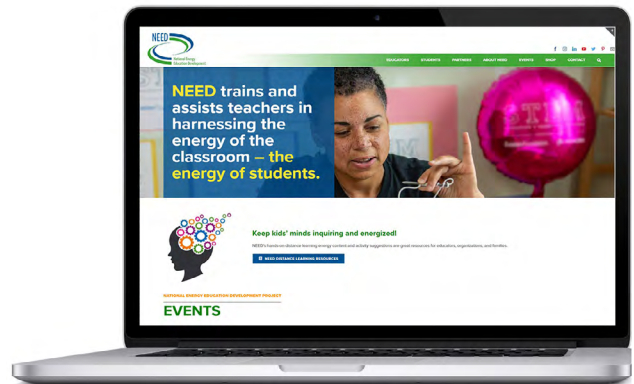 NEED
National Energy
Education Development
EDUCATORS STUDENTS PARTNERS ABOUT NEED EVENTS SHOP CONTACT
NEED trains and
assists teachers in
harnessing the
energy of the
classroom – the
energy of students.
STEM
Keep kids' minds inquiring and energized!
NEED's hands-on distance learning energy content and activity suggestions are great resources for educators, organizations, and families.
NEED DISTANCE LEARNING RESOURCES
NATIONAL ENERGY EDUCATION DEVELOPMENT PROJECT
EVENTS